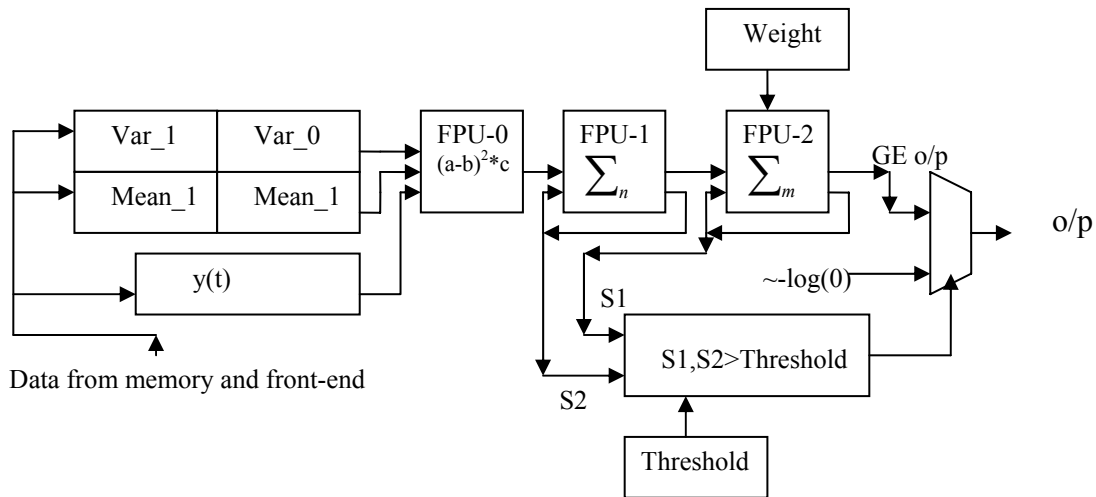 Weight
Var_1
Var_0
FPU-0
(a-b)²*c
FPU-1
∑n
FPU-2
∑m
GE o/p
Mean_1
Mean_1
o/p
y(t)
~-log(0)
S1
S1,S2>Threshold
Data from memory and front-end
S2
Threshold